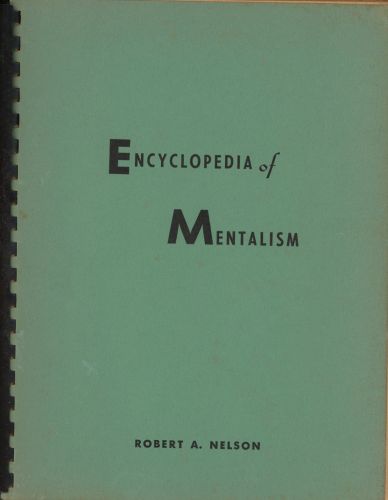 ENCYCLOPEDIA of
MENTALISM
ROBERT A. NELSON